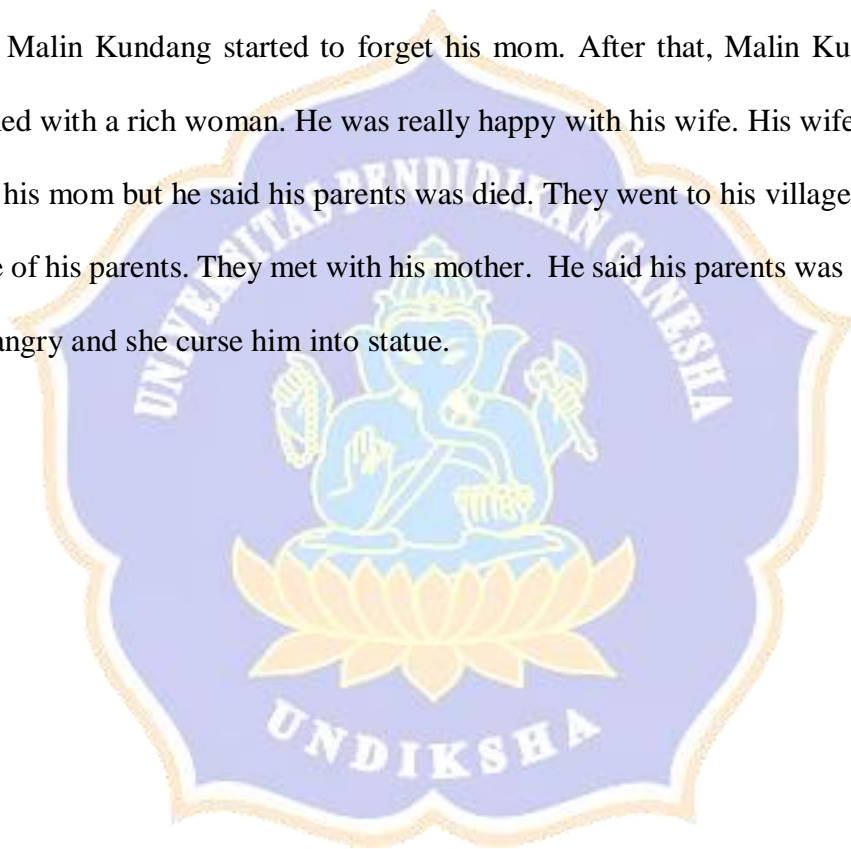 Malin Kundang started to forget his mom. After that, Malin Ku
ed with a rich woman. He was really happy with his wife. His wife
his mom but he said his parents was died. They went to his village
e of his parents. They met with his mother. He said his parents was
angry and she curse him into statue.
UNIVERSITAS PENDIDIKAN GANESHA
UNDIKSHA